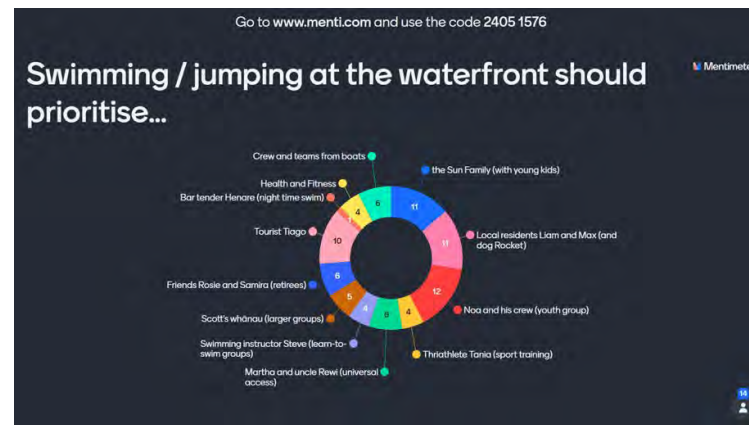 Go to www.menti.com and use the code 2405 1576
Swimming / jumping at the waterfront should
prioritise...
Mentimete
Crew and teams from boats
the Sun Family (with young kids)
Health and Fitness
Bar tender Henare (night time swim)
Tourist Tiago
Local residents Liam and Max (and
dog Rocket)
Friends Rosie and Samira (retirees)
Noa and his crew (youth group)
Scott's whānau (larger groups)
Swimming instructor Steve (learn-to-
swim groups)
Thriathlete Tania (sport training)
Martha and uncle Rewi (universal
access)
6
11
4
10
11
6
12
5
4
4
14